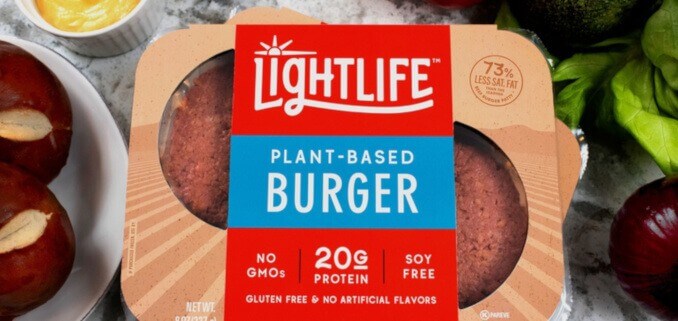 LIGHTLIFE™
73%
LESS SAT. FAT
PLANT-BASED
BURGER
NO
GMOs
20G
PROTEIN
SOY
FREE
GLUTEN FREE & NO ARTIFICIAL FLAVORS
NET WT.
PAREVE